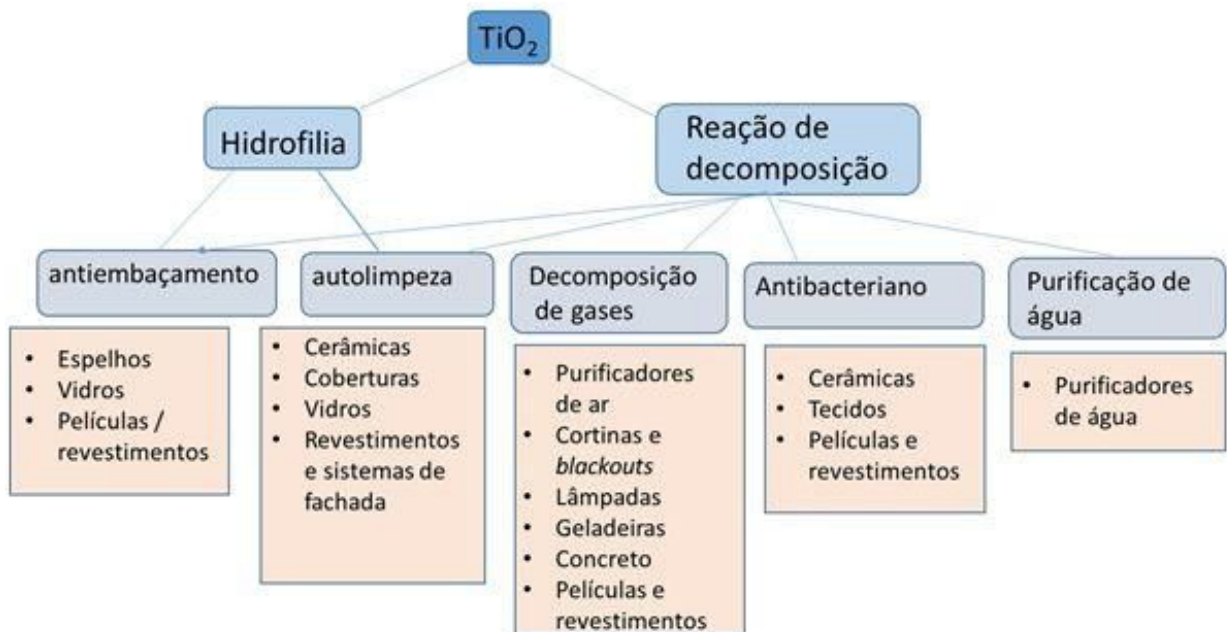 TiO₂
Hidrofilia
Reação de
decomposição
antiembaçamento
autolimpeza
Decomposição
de gases
Antibacteriano
Purificação de
água
• Espelhos
• Vidros
• Películas /
revestimentos
• Cerâmicas
• Coberturas
• Vidros
• Revestimentos
e sistemas de
fachada
• Purificadores
de ar
• Cortinas e
blackouts
• Lâmpadas
• Geladeiras
• Concreto
• Películas e
revestimentos
• Cerâmicas
• Tecidos
• Películas e
revestimentos
• Purificadores
de água